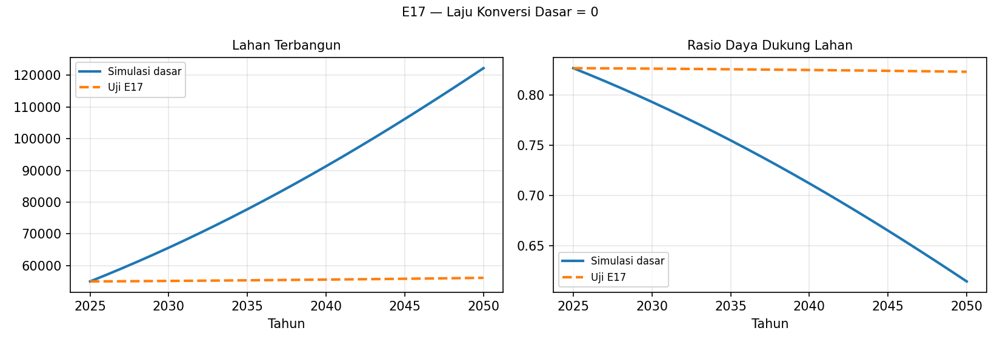 E17 — Laju Konversi Dasar = 0
Lahan Terbangun
120000
110000
100000
90000
80000
70000
60000
Simulasi dasar
Uji E17
2025 2030 2035 2040 2045 2050
Tahun
Rasio Daya Dukung Lahan
0.80
0.75
0.70
0.65
Simulasi dasar
Uji E17
2025 2030 2035 2040 2045 2050
Tahun